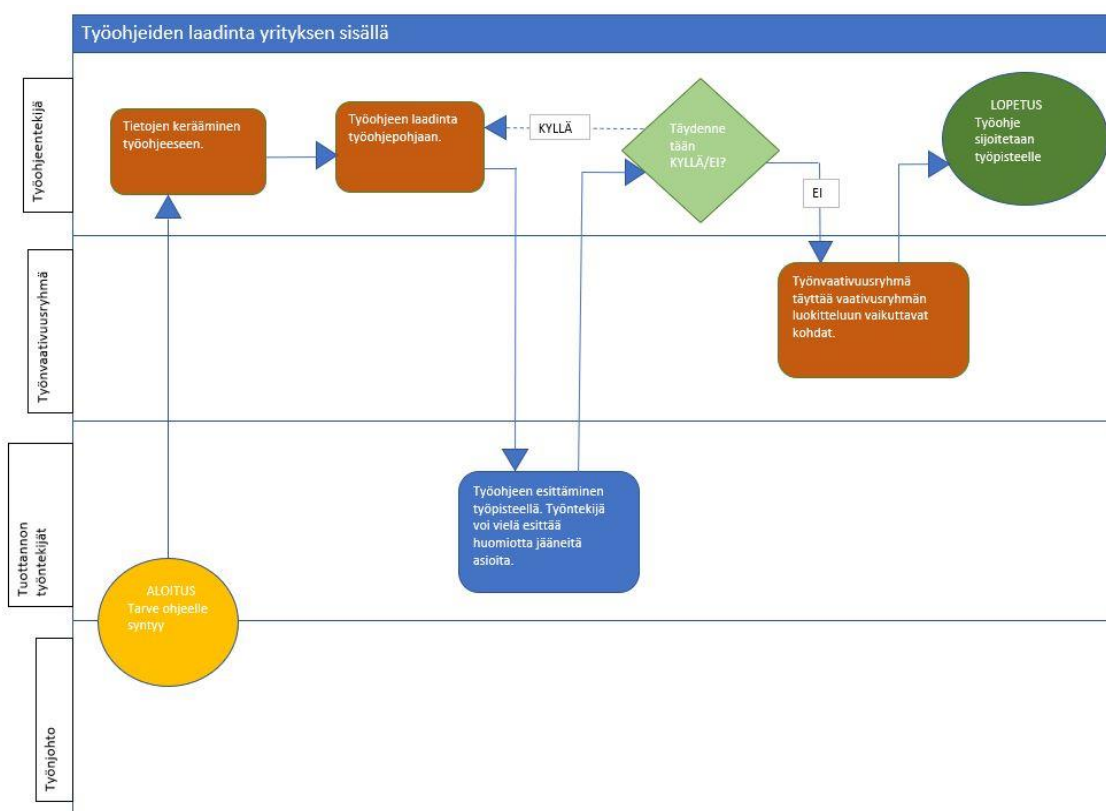 Työohjeiden laadinta yrityksen sisällä
Työohjeentekijä
Tietojen kerääminen
työohjeeseen.
Työohjeen laadinta
työohjepohjaan.
KYLLÄ
Täydenne
tään
KYLLÄ/EI?
EI
LOPETUS
Työohje
sijoitetaan
työpisteelle
Työnvaativuusryhmä
Työnvaativuusryhmä
täyttää vaativusryhmän
luokitteluun vaikuttavat
kohdat.
Tuottannon
työntekijät
Työohjeen esittäminen
työpisteellä. Työntekijä
voi vielä esittää
huomiotta jääneitä
asioita.
ALOITUS
Tarve ohjeelle
syntyy
Työnjohto